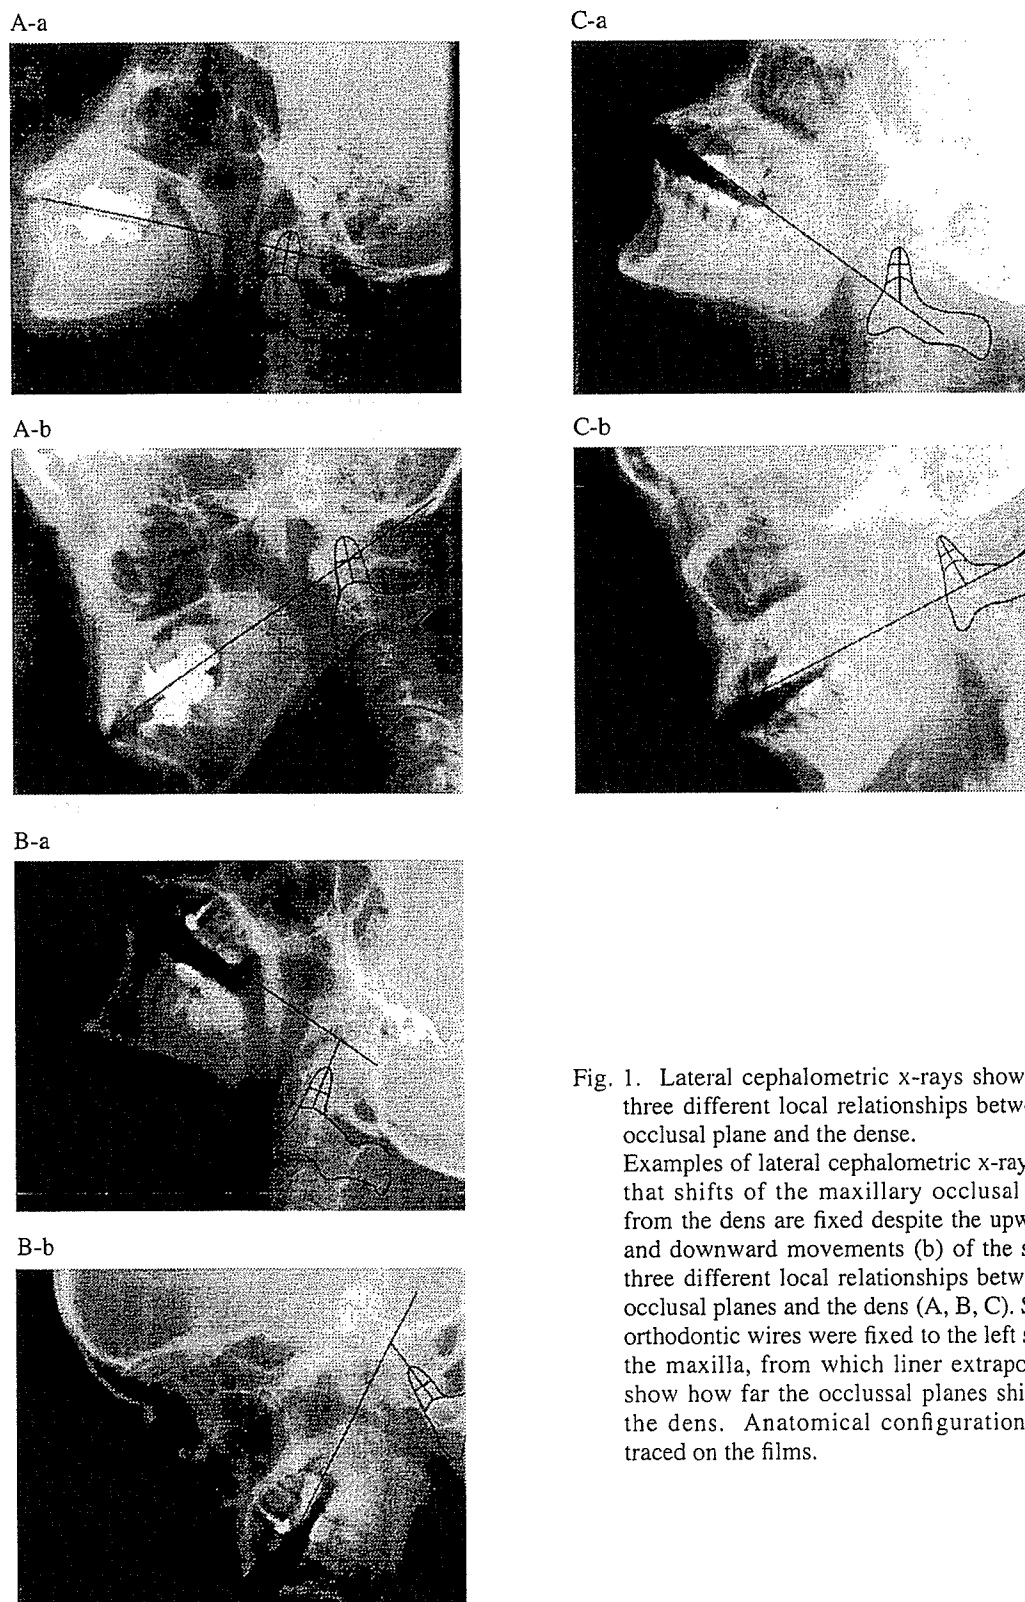 A-a
C-a
A-b
C-b
B-a
B-b
Fig. 1. Lateral cephalometric x-rays show
three different local relationships betw
occlusal plane and the dense.
Examples of lateral cephalometric x-ray
that shifts of the maxillary occlusal
from the dens are fixed despite the upw
and downward movements (b) of the s
three different local relationships betw
occlusal planes and the dens (A, B, C). S
orthodontic wires were fixed to the left s
the maxilla, from which liner extrapo
show how far the occlussal planes shi
the dens. Anatomical configuration
traced on the films.